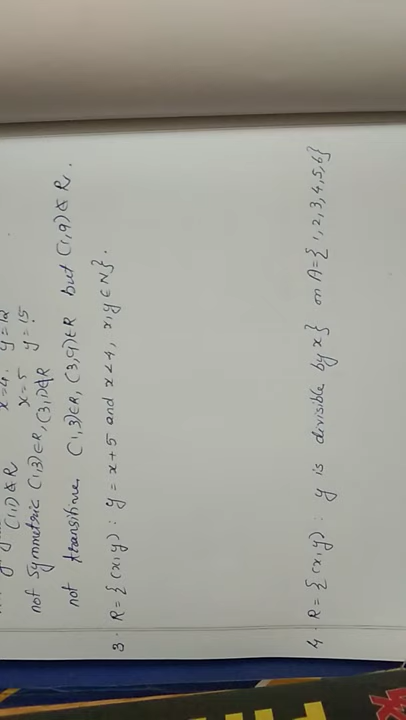 x=4, y=12
(1,1) ∉ R x=5 y=15
not symmetric (1,3)∈R, (3,1)∉R
not transitive (1,3)∈R, (3,9)∈R but (1,9)∉R.
3. R={(x,y): y=x+5 and x<4, x,y∈N}.
4. R={(x,y): y is divisible by x} on A={1,2,3,4,5,6}